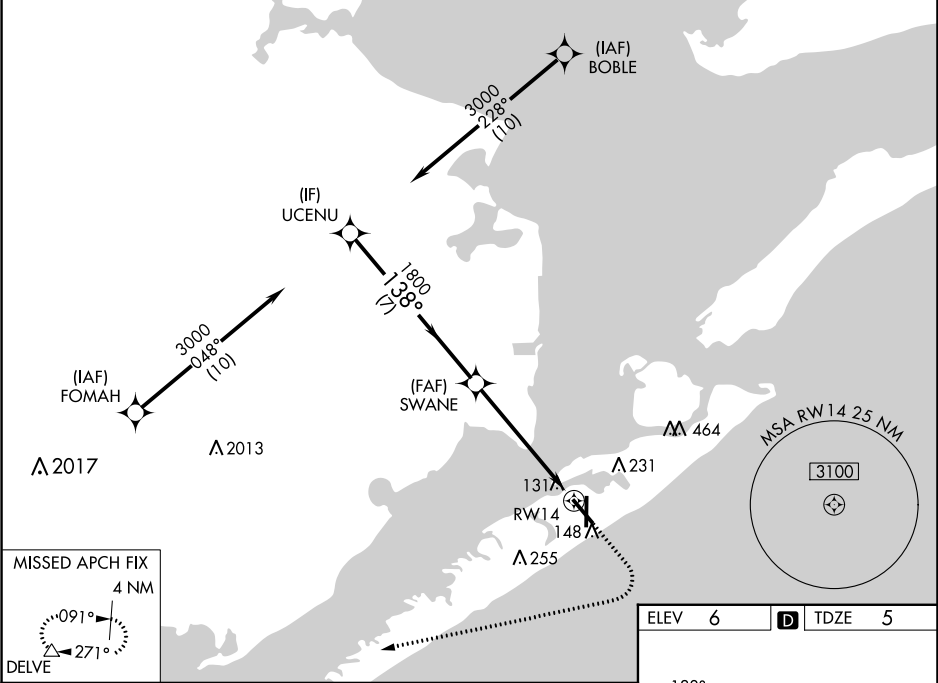 (IAF)
BOBLE
3000
228°
(10)
(IF)
UCENU
1800
138°
(7)
3000
048°
(10)
(IAF)
FOMAH
(FAF)
SWANE
2013
2017
464
231
131
RW14
148
255
MSA RW14 25 NM
3100
MISSED APCH FIX
4 NM
091°
271°
DELVE
ELEV 6 D TDZE 5